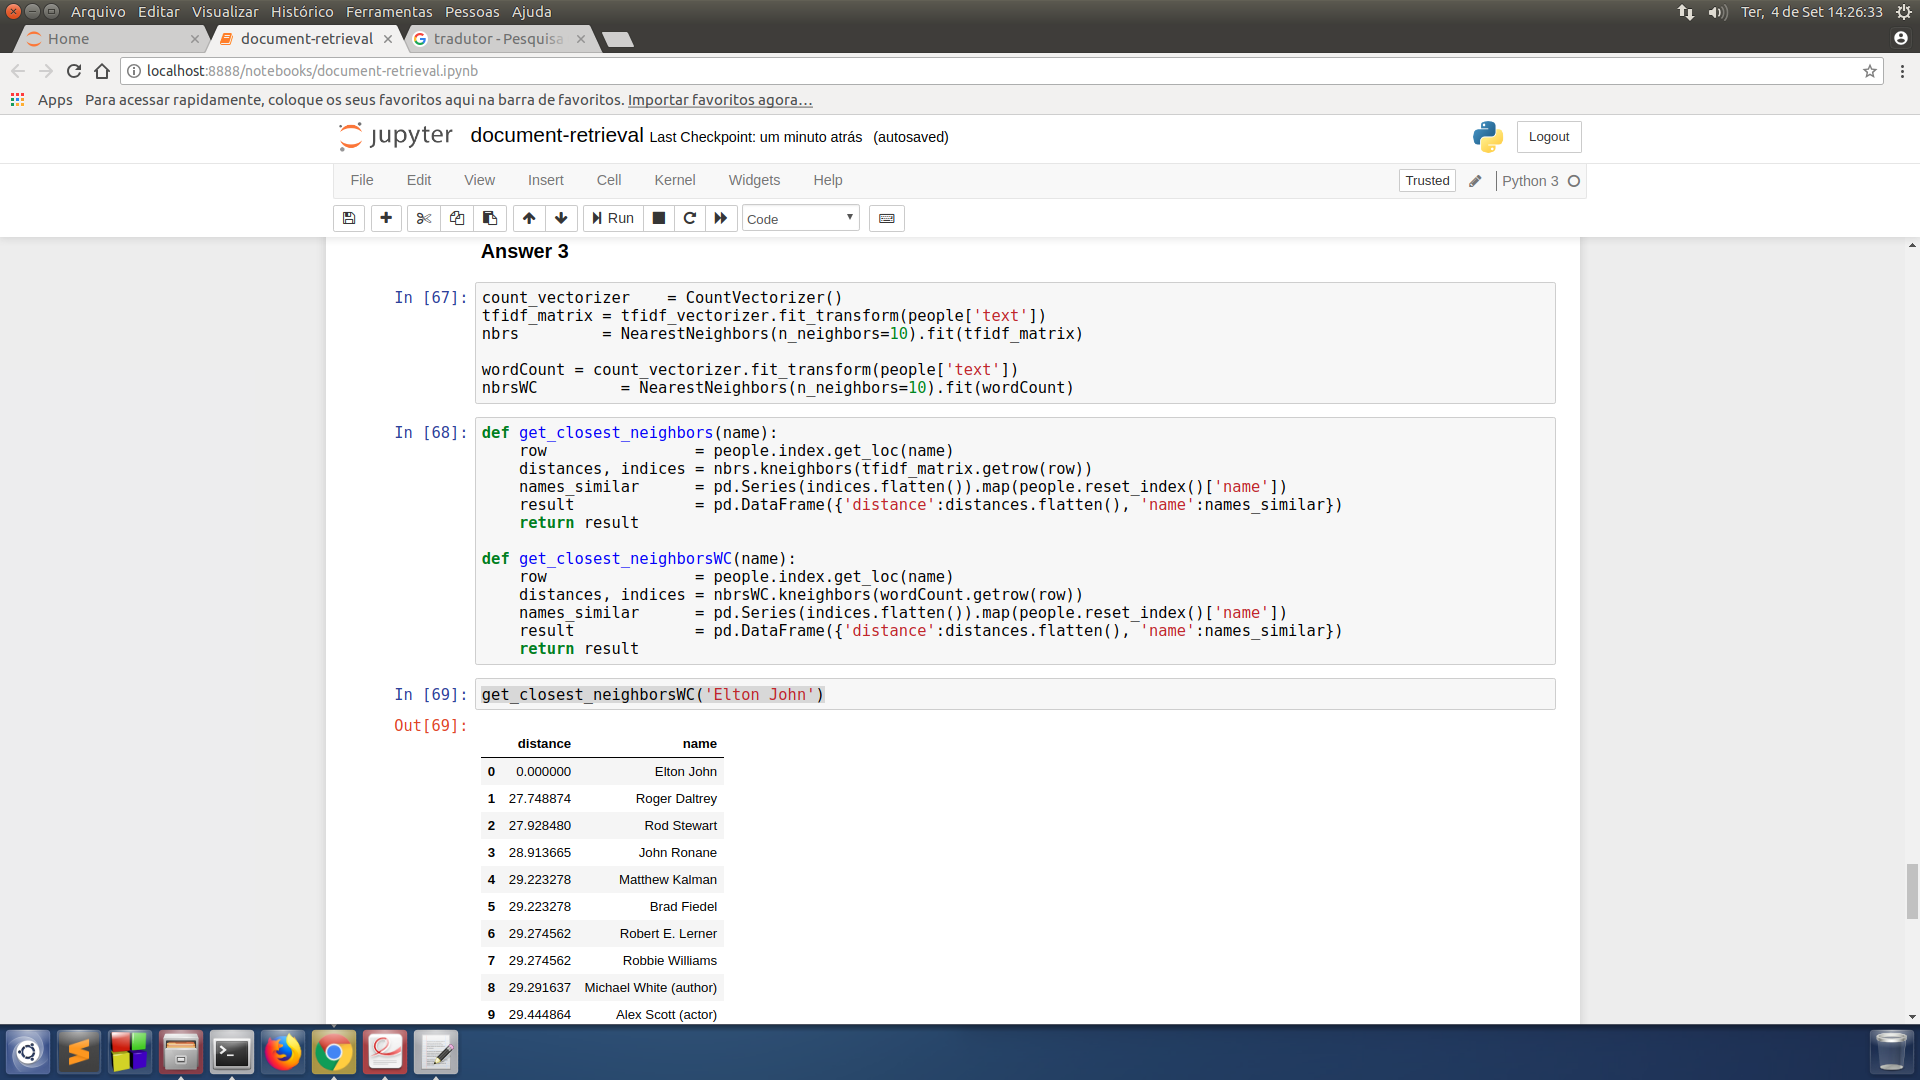 Arquivo Editar Visualizar Histórico Ferramentas Pessoas Ajuda
Ter, 4 de Set 14:26:33
Home
document-retrieval
tradutor - Pesquisa
localhost:8888/notebooks/document-retrieval.ipynb
Apps Para acessar rapidamente, coloque os seus favoritos aqui na barra de favoritos. Importar favoritos agora...
jupyter document-retrieval Last Checkpoint: um minuto atrás (autosaved)
Logout
File Edit View Insert Cell Kernel Widgets Help
Trusted Python 3
Run Code
Answer 3
In [67]:
count_vectorizer    = CountVectorizer()
tfidf_matrix = tfidf_vectorizer.fit_transform(people['text'])
nbrs         = NearestNeighbors(n_neighbors=10).fit(tfidf_matrix)
wordCount = count_vectorizer.fit_transform(people['text'])
nbrsWC         = NearestNeighbors(n_neighbors=10).fit(wordCount)
In [68]:
def get_closest_neighbors(name):
    row                = people.index.get_loc(name)
    distances, indices = nbrs.kneighbors(tfidf_matrix.getrow(row))
    names_similar      = pd.Series(indices.flatten()).map(people.reset_index()['name'])
    result             = pd.DataFrame({'distance':distances.flatten(), 'name':names_similar})
    return result
def get_closest_neighborsWC(name):
    row                = people.index.get_loc(name)
    distances, indices = nbrsWC.kneighbors(wordCount.getrow(row))
    names_similar      = pd.Series(indices.flatten()).map(people.reset_index()['name'])
    result             = pd.DataFrame({'distance':distances.flatten(), 'name':names_similar})
    return result
In [69]:
get_closest_neighborsWC('Elton John')
Out[69]:
distance name
0 0.000000 Elton John
1 27.748874 Roger Daltrey
2 27.928480 Rod Stewart
3 28.913665 John Ronane
4 29.223278 Matthew Kalman
5 29.223278 Brad Fiedel
6 29.274562 Robert E. Lerner
7 29.274562 Robbie Williams
8 29.291637 Michael White (author)
9 29.444864 Alex Scott (actor)